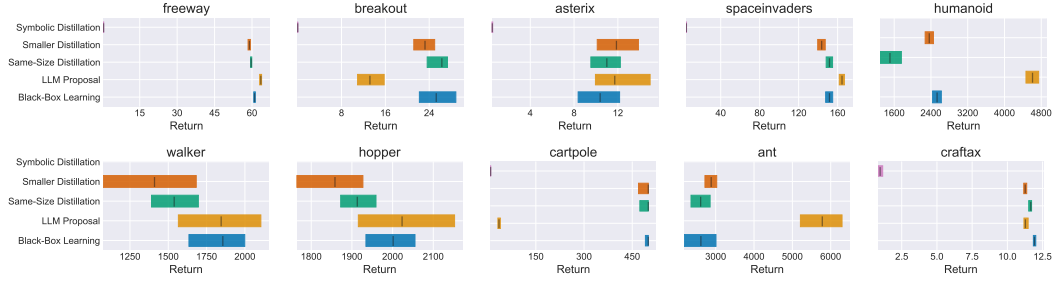 freeway breakout asterix spaceinvaders humanoid
Symbolic Distillation
Smaller Distillation
Same-Size Distillation
LLM Proposal
Black-Box Learning
15 30 45 60 8 16 24 4 8 12 40 80 120 160 1600 2400 3200 4000 4800
Return Return Return Return Return
walker hopper cartpole ant craftax
Symbolic Distillation
Smaller Distillation
Same-Size Distillation
LLM Proposal
Black-Box Learning
1250 1500 1750 2000 1800 1900 2000 2100 150 300 450 3000 4000 5000 6000 2.5 5.0 7.5 10.0 12.5
Return Return Return Return Return